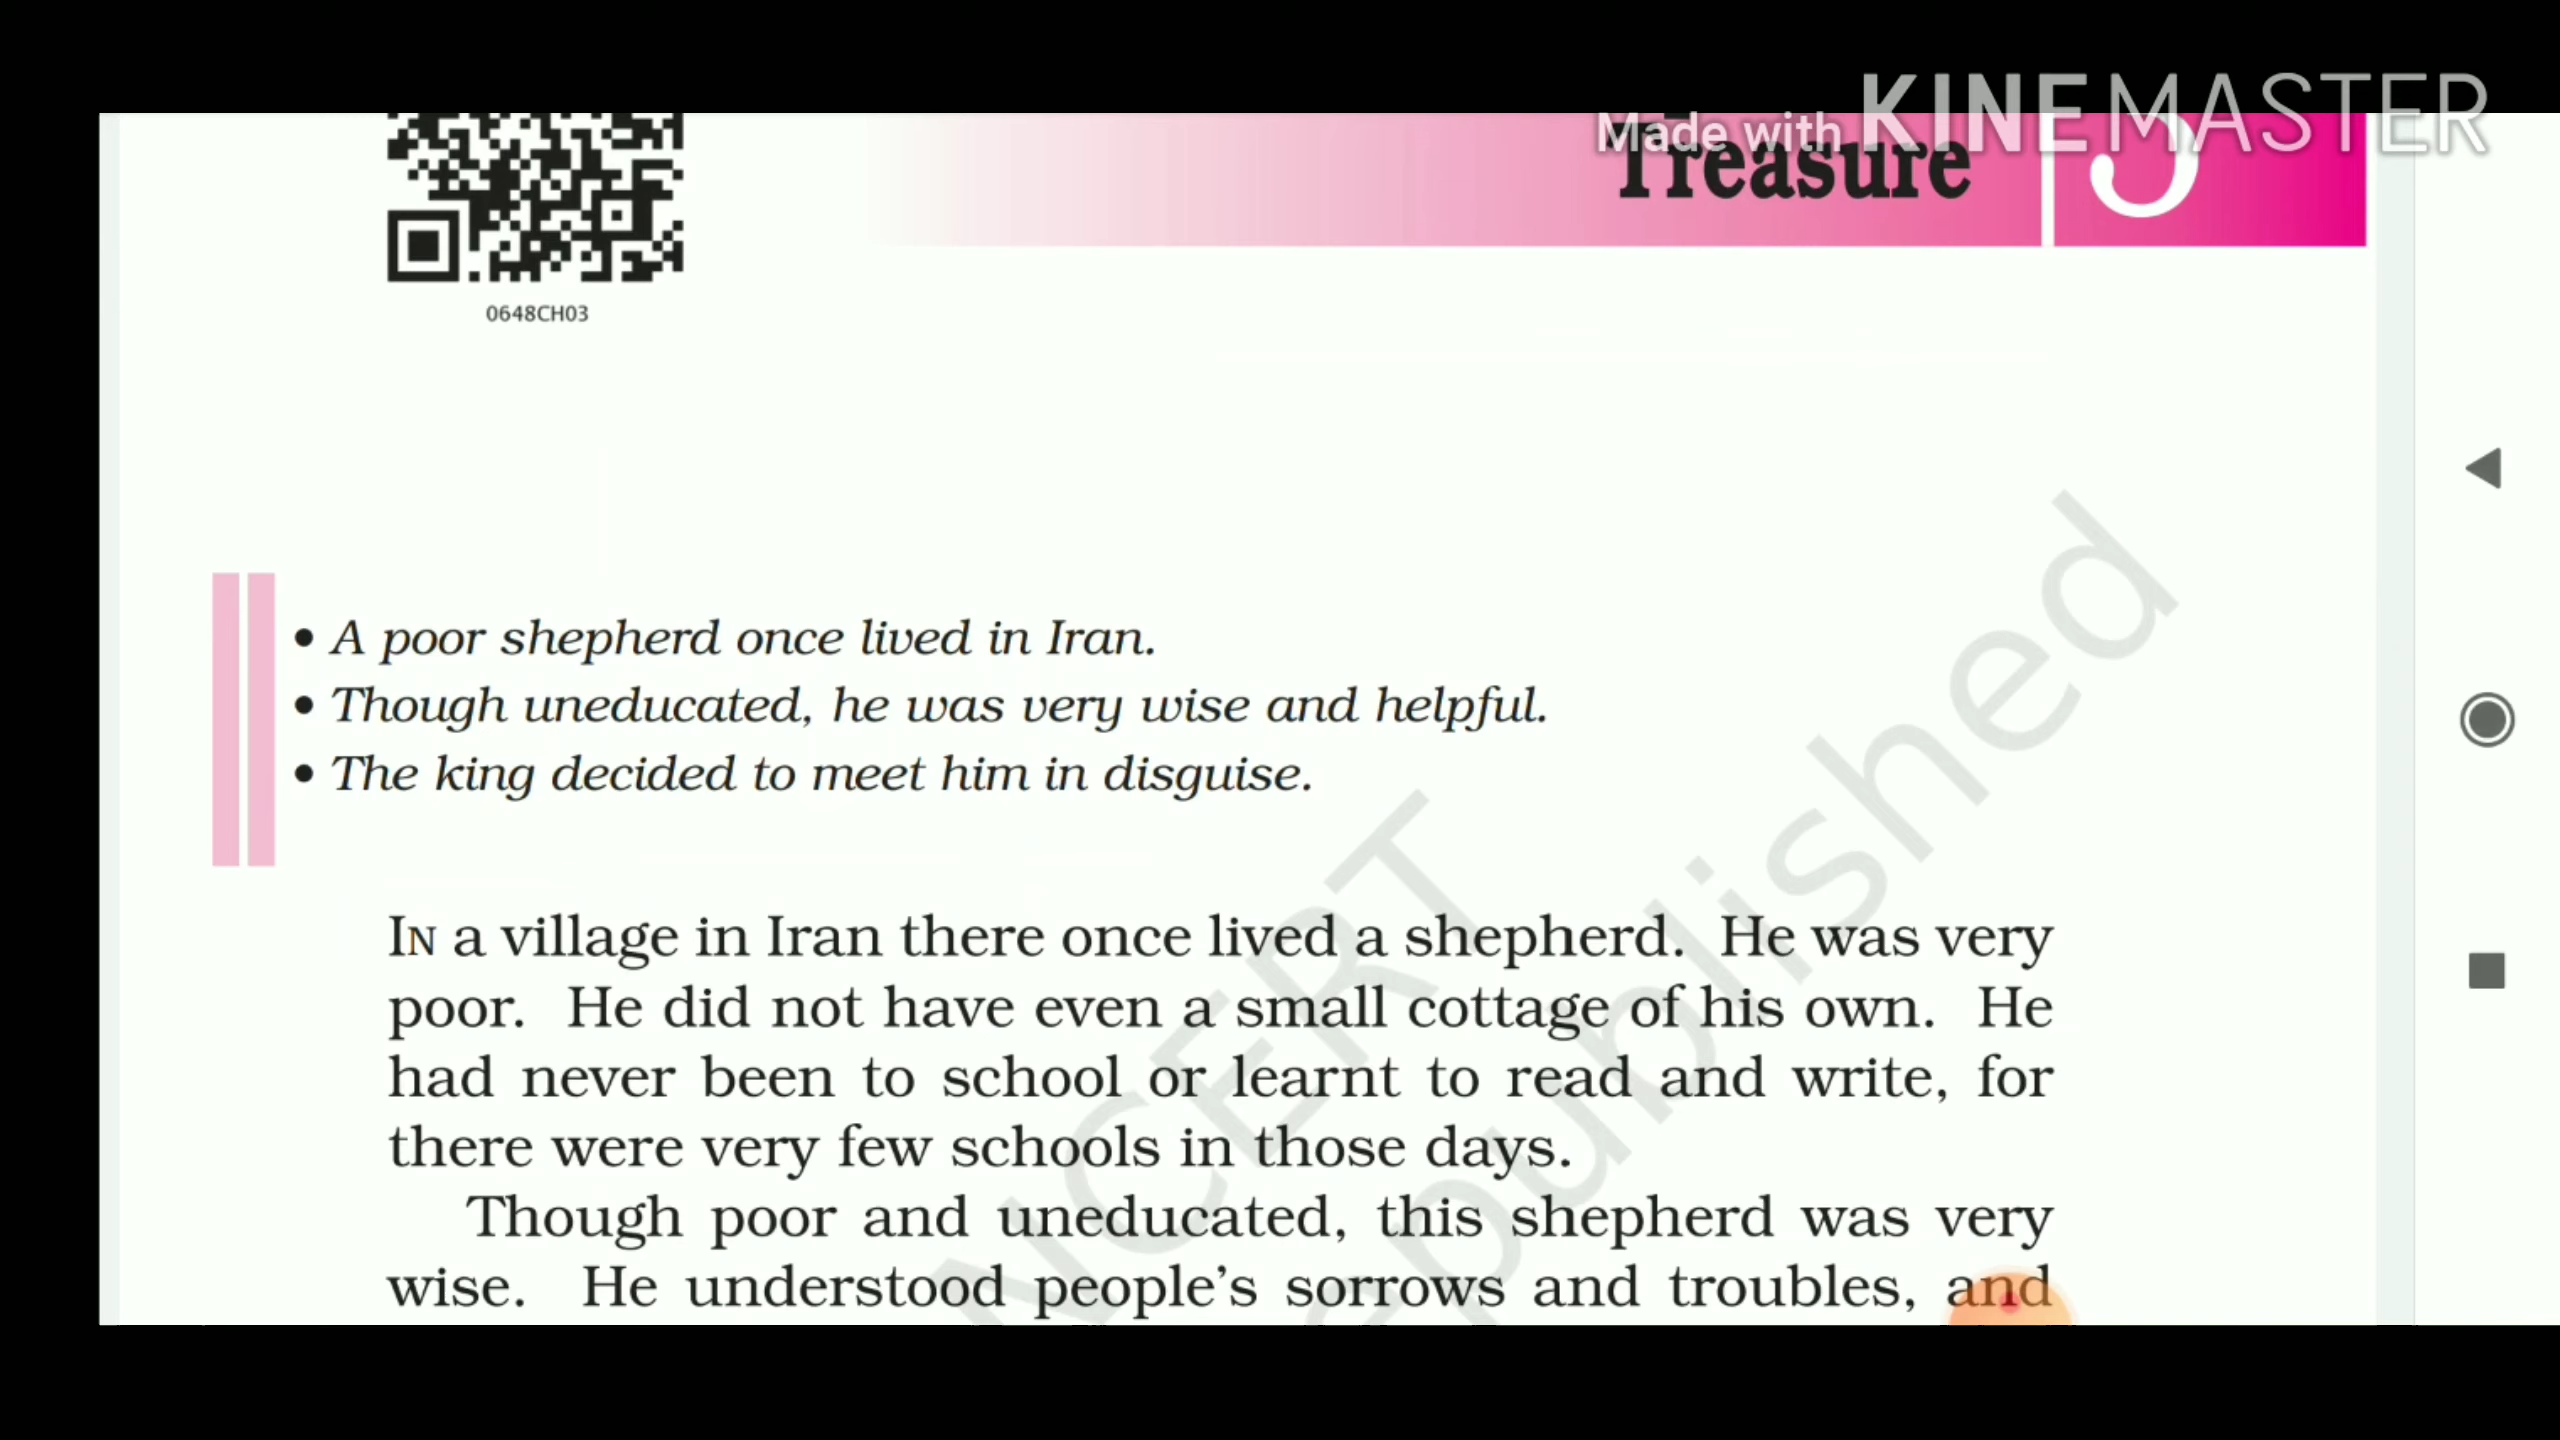 Made with KINEMASTER
Treasure
0648CH03
• A poor shepherd once lived in Iran.
• Though uneducated, he was very wise and helpful.
• The king decided to meet him in disguise.
IN a village in Iran there once lived a shepherd. He was very
poor. He did not have even a small cottage of his own. He
had never been to school or learnt to read and write, for
there were very few schools in those days.
Though poor and uneducated, this shepherd was very
wise. He understood people's sorrows and troubles, and
NCERT
published